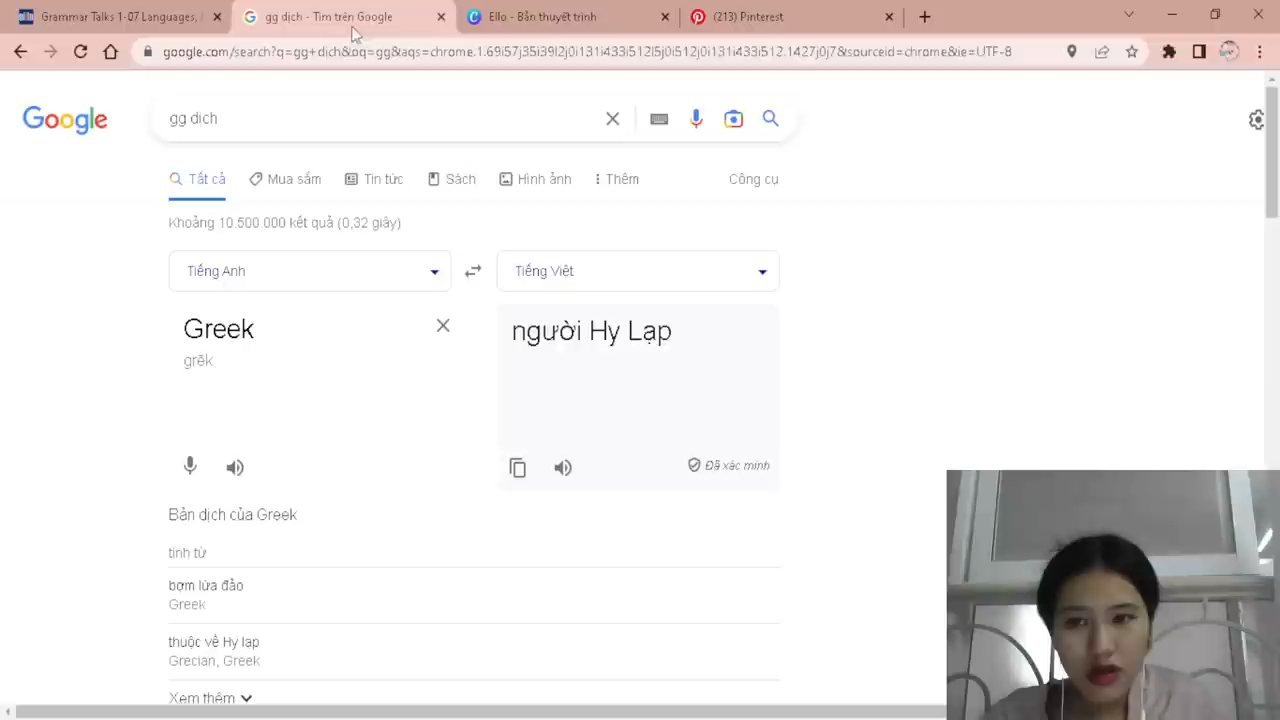 Grammar Talks 1-07 Languages,
gg dịch - Tìm trên Google
Ello - Bản thuyết trình
(213) Pinterest
google.com/search?q=gg+dịch&oq=gg&aqs=chrome.1.69i57j35i39l2j0i131i433i512l5j0i512j0i131i433i512.1427j0j7&sourceid=chrome&ie=UTF-8
Google
gg dịch
Tất cả
Mua sắm
Tin tức
Sách
Hình ảnh
Thêm
Công cụ
Khoảng 10.500.000 kết quả (0,32 giây)
Tiếng Anh
Tiếng Việt
Greek
người Hy Lạp
grēk
Đã xác minh
Bản dịch của Greek
tính từ
bợm lừa đảo
Greek
thuộc về Hy lạp
Grecian, Greek
Xem thêm